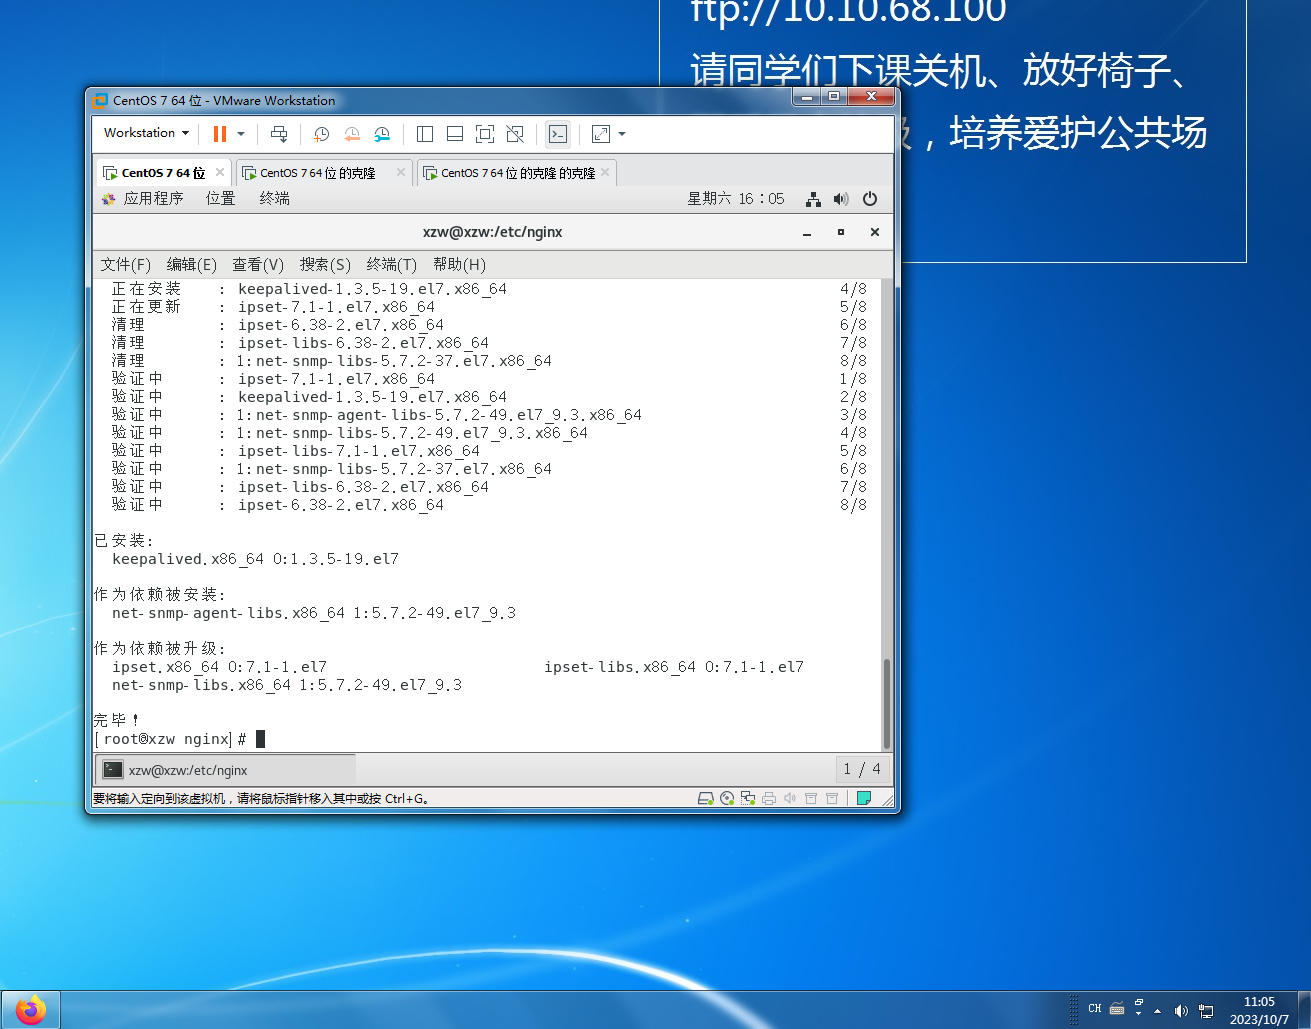 ftp://10.10.68.100
请同学们下课关机、放好椅子、
，培养爱护公共场
CentOS 7 64 位 - VMware Workstation
Workstation
CentOS 7 64 位
CentOS 7 64 位 的克隆
CentOS 7 64 位 的克隆 的克隆
应用程序 位置 终端 星期六 16：05
xzw@xzw:/etc/nginx
文件(F) 编辑(E) 查看(V) 搜索(S) 终端(T) 帮助(H)
正在安装 : keepalived-1.3.5-19.el7.x86_64 4/8
正在更新 : ipset-7.1-1.el7.x86_64 5/8
清理 : ipset-6.38-2.el7.x86_64 6/8
清理 : ipset-libs-6.38-2.el7.x86_64 7/8
清理 : 1:net-snmp-libs-5.7.2-37.el7.x86_64 8/8
验证中 : ipset-7.1-1.el7.x86_64 1/8
验证中 : keepalived-1.3.5-19.el7.x86_64 2/8
验证中 : 1:net-snmp-agent-libs-5.7.2-49.el7_9.3.x86_64 3/8
验证中 : 1:net-snmp-libs-5.7.2-49.el7_9.3.x86_64 4/8
验证中 : ipset-libs-7.1-1.el7.x86_64 5/8
验证中 : 1:net-snmp-libs-5.7.2-37.el7.x86_64 6/8
验证中 : ipset-libs-6.38-2.el7.x86_64 7/8
验证中 : ipset-6.38-2.el7.x86_64 8/8
已安装:
keepalived.x86_64 0:1.3.5-19.el7
作为依赖被安装:
net-snmp-agent-libs.x86_64 1:5.7.2-49.el7_9.3
作为依赖被升级:
ipset.x86_64 0:7.1-1.el7 ipset-libs.x86_64 0:7.1-1.el7
net-snmp-libs.x86_64 1:5.7.2-49.el7_9.3
完毕！
[root@xzw nginx]#
xzw@xzw:/etc/nginx
1 / 4
要将输入定向到该虚拟机，请将鼠标指针移入其中或按 Ctrl+G。
CH
11:05
2023/10/7